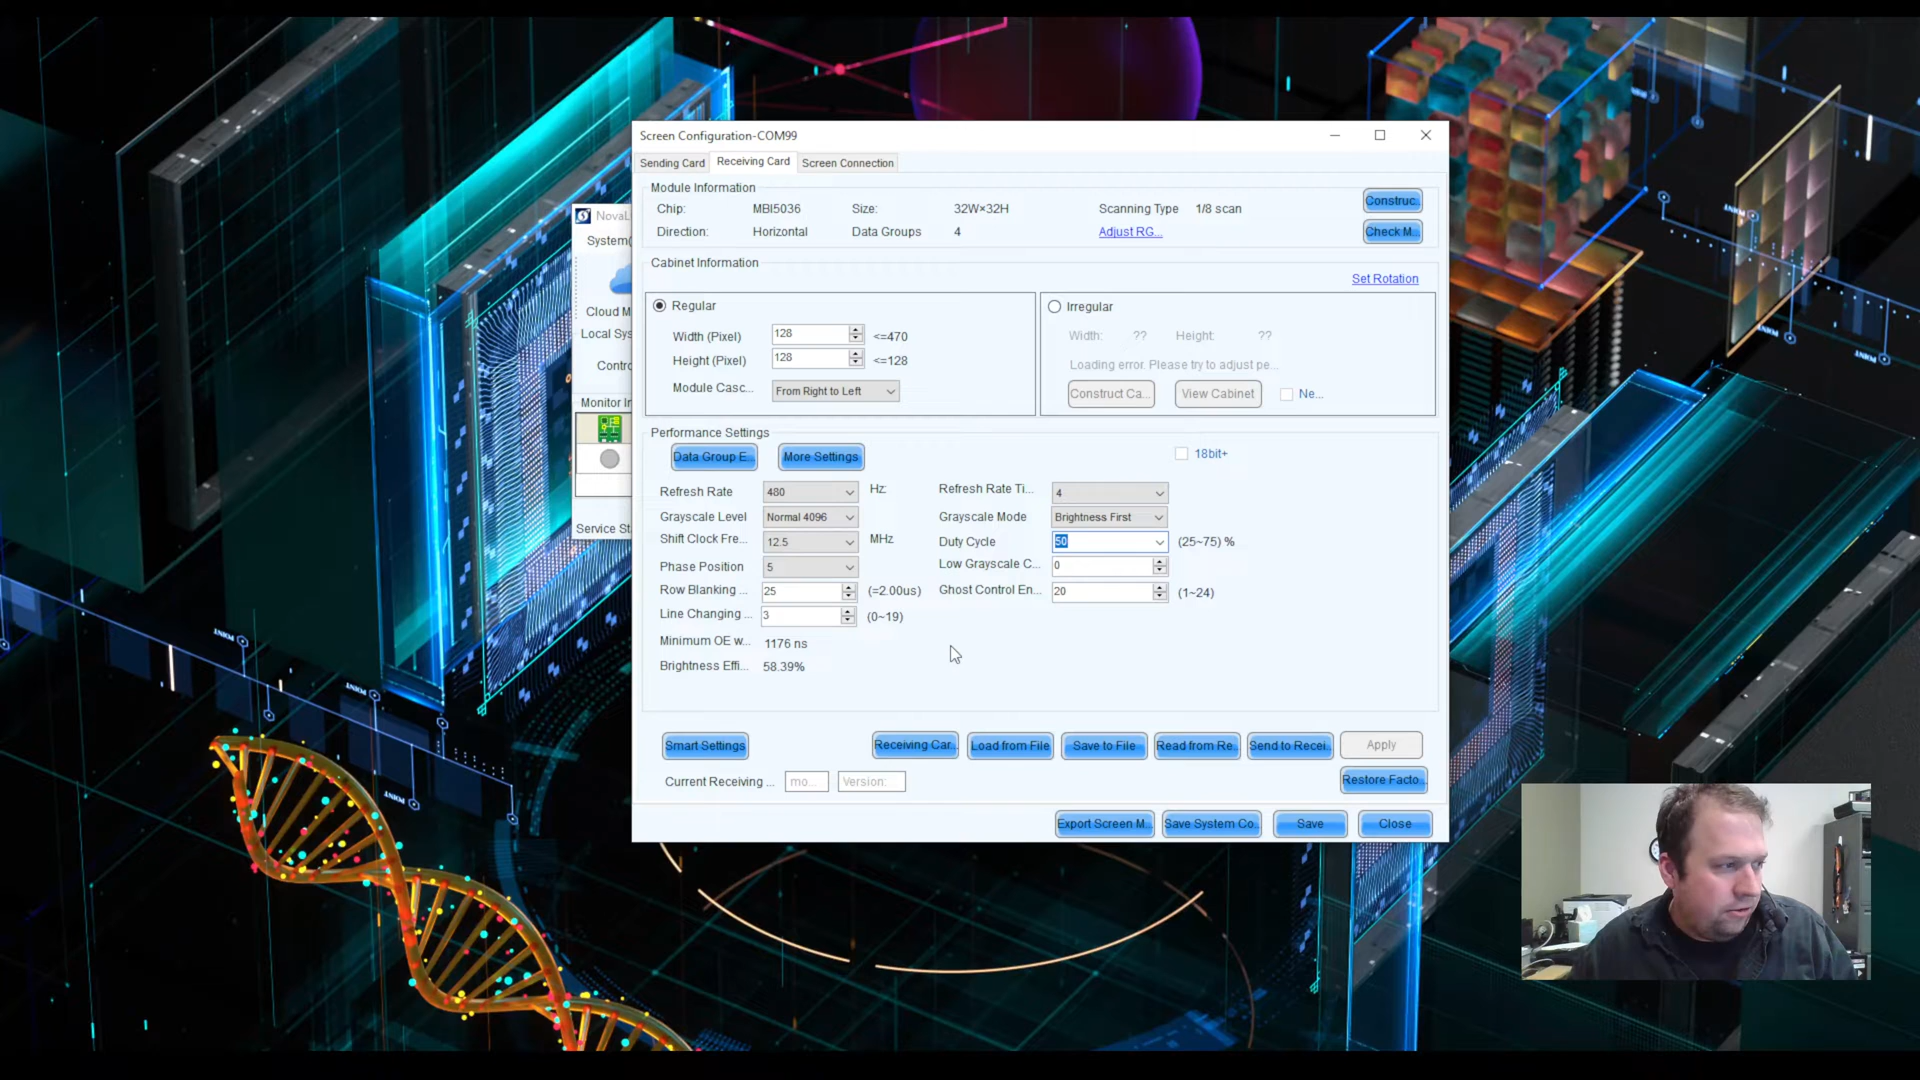 Screen Configuration-COM99
Sending Card
Receiving Card
Screen Connection
Module Information
Chip: MBI5036 Size: 32W×32H Scanning Type 1/8 scan
Construc...
Direction: Horizontal Data Groups 4 Adjust RG...
Check M...
Cabinet Information
Set Rotation
Regular
Width (Pixel) 128 <=470
Height (Pixel) 128 <=128
Module Casc... From Right to Left
Irregular
Width: ?? Height: ??
Loading error. Please try to adjust pe...
Construct Ca... View Cabinet Ne...
Performance Settings
Data Group E... More Settings 18bit+
Refresh Rate 480 Hz: Refresh Rate Ti... 4
Grayscale Level Normal 4096 Grayscale Mode Brightness First
Shift Clock Fre... 12.5 MHz Duty Cycle 50 (25~75) %
Phase Position 5 Low Grayscale C... 0
Row Blanking ... 25 (=2.00us) Ghost Control En... 20 (1~24)
Line Changing ... 3 (0~19)
Minimum OE w... 1176 ns
Brightness Effi... 58.39%
Smart Settings Receiving Car... Load from File Save to File Read from Re... Send to Recei... Apply
Current Receiving ... mo... Version: Restore Facto...
Export Screen M... Save System Co... Save Close
NovaL
System(
Cloud M
Local Sys
Contro
Monitor In
Service St
POINT
POINT
POINT
POINT
POINT
POINT
POINT
POINT